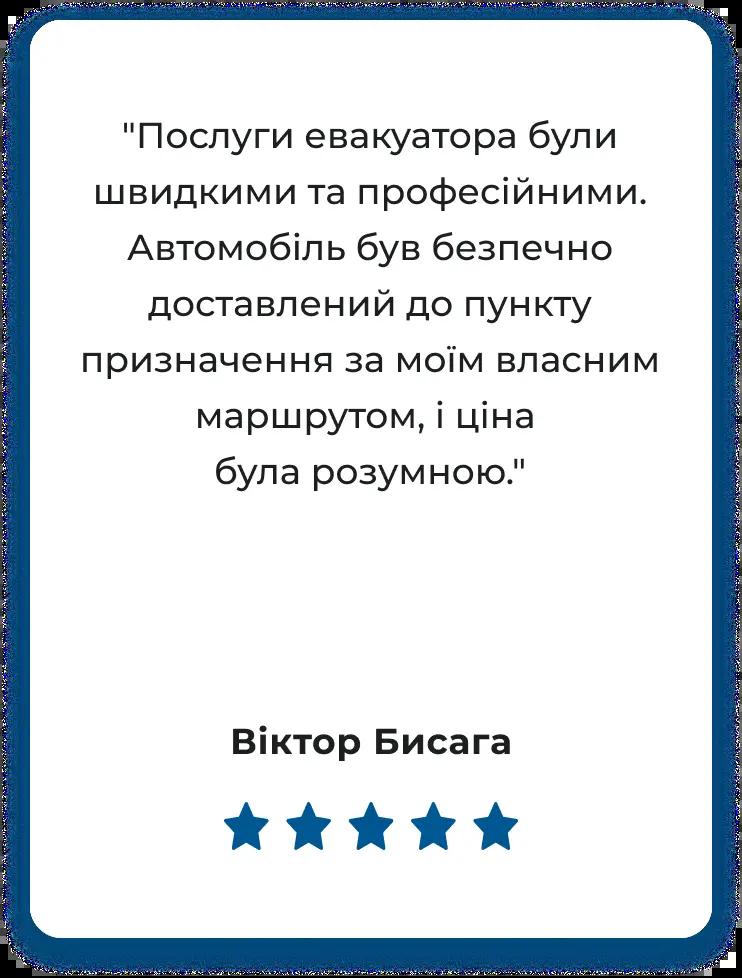 "Послуги евакуатора були
швидкими та професійними.
Автомобіль був безпечно
доставлений до пункту
призначення за моїм власним
маршрутом, і ціна
була розумною."
Віктор Бисага